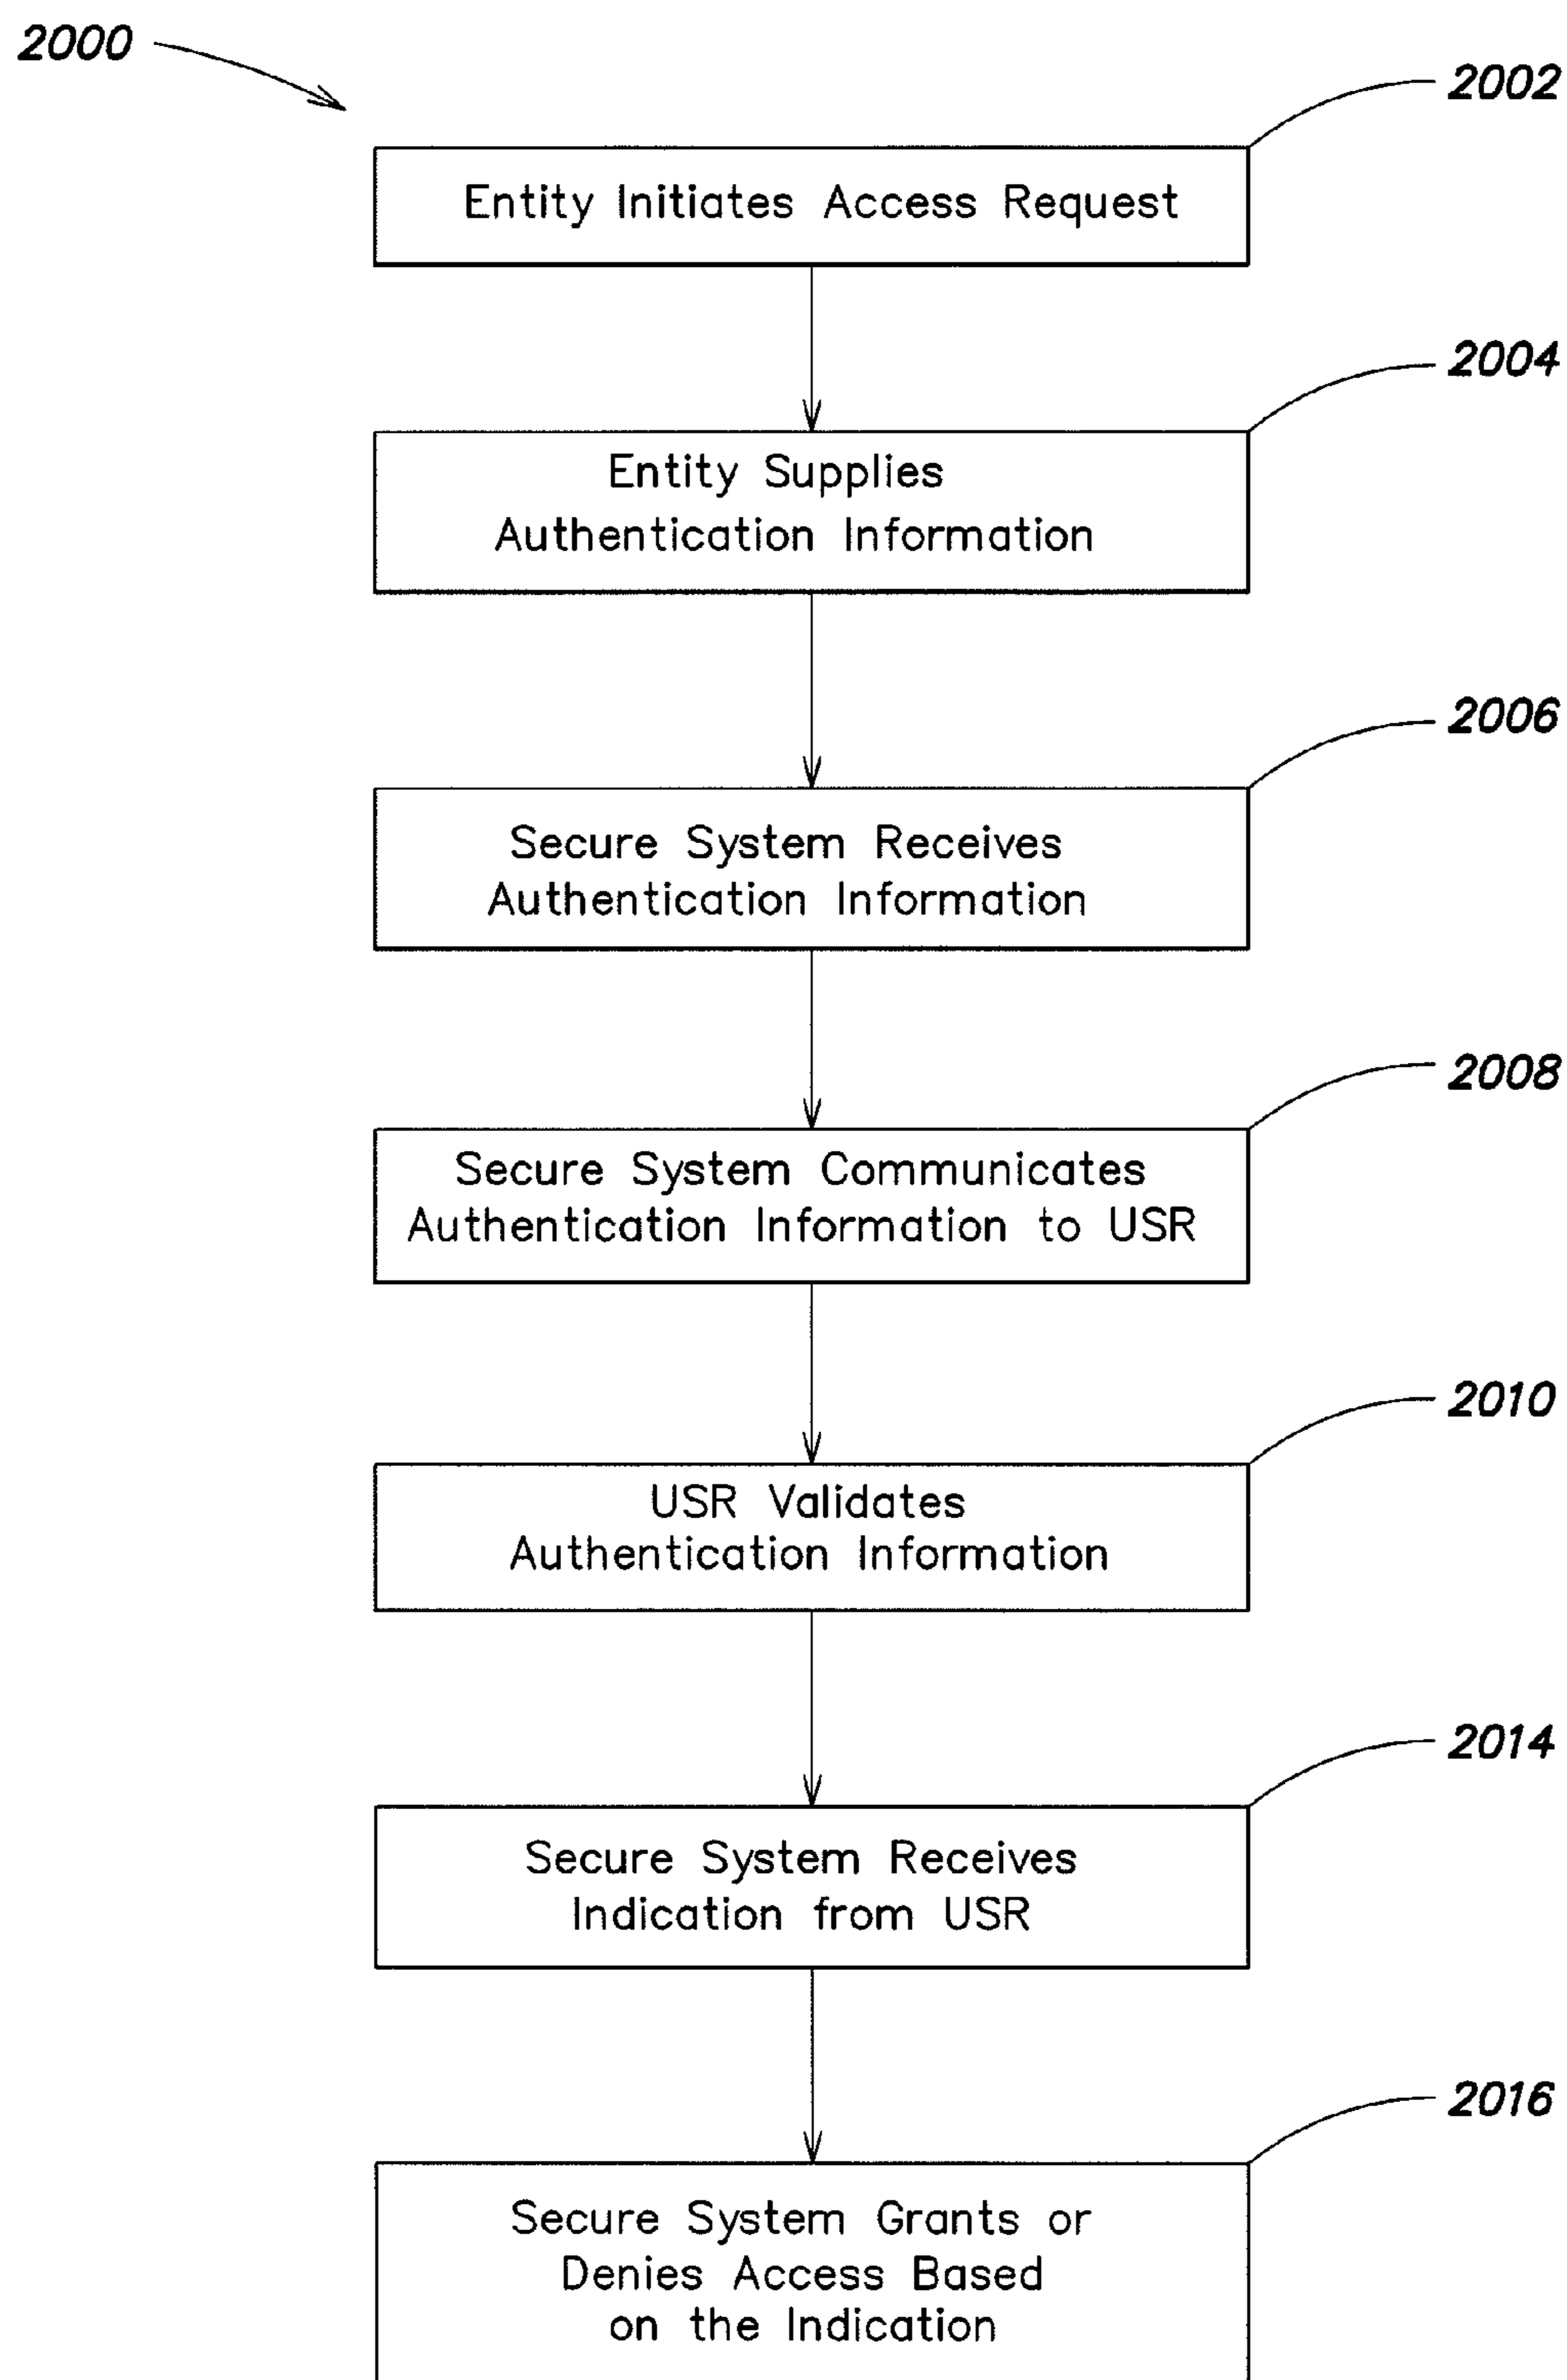 2000
2002
Entity Initiates Access Request
2004
Entity Supplies
Authentication Information
2006
Secure System Receives
Authentication Information
2008
Secure System Communicates
Authentication Information to USR
2010
USR Validates
Authentication Information
2014
Secure System Receives
Indication from USR
2016
Secure System Grants or
Denies Access Based
on the Indication